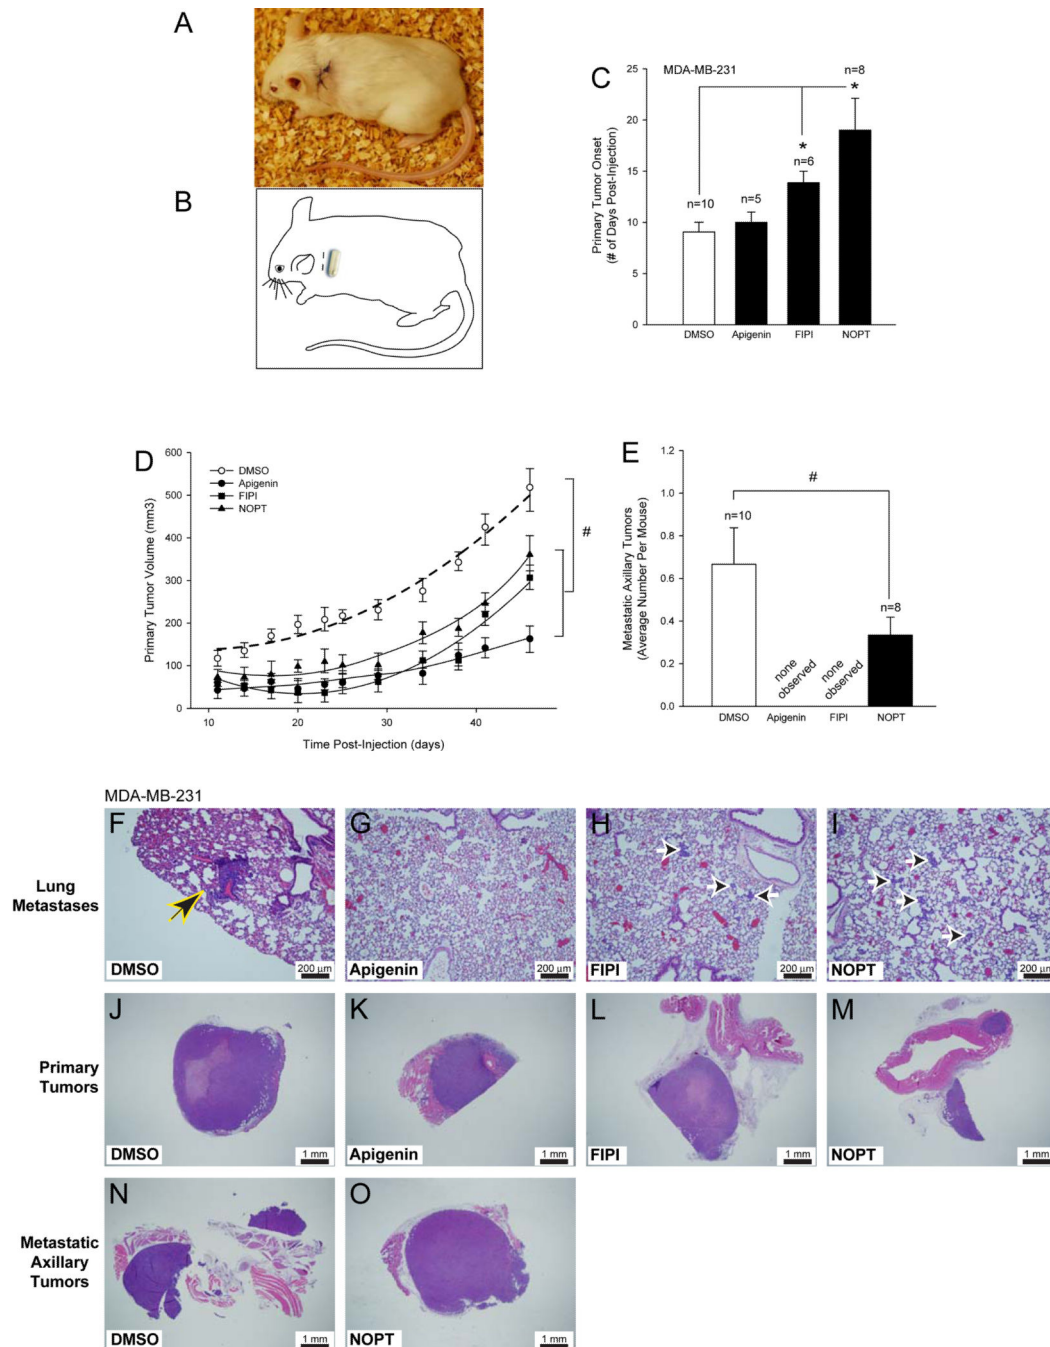 A
B
C
MDA-MB-231
25
20
15
10
5
0
Primary Tumor Onset
(# of Days Post-Injection)
n=10
n=5
*
n=6
n=8
*
DMSO
Apigenin
FIPI
NOPT
D
600
500
400
300
200
100
0
Primary Tumor Volume (mm3)
DMSO
Apigenin
FIPI
NOPT
#
10
20
30
40
Time Post-Injection (days)
E
1.2
1.0
0.8
0.6
0.4
0.2
0.0
Metastatic Axillary Tumors
(Average Number Per Mouse)
#
n=10
none
observed
none
observed
n=8
DMSO
Apigenin
FIPI
NOPT
MDA-MB-231
Lung
Metastases
F
DMSO
200 µm
G
Apigenin
200 µm
H
FIPI
200 µm
I
NOPT
200 µm
Primary
Tumors
J
DMSO
1 mm
K
Apigenin
1 mm
L
FIPI
1 mm
M
NOPT
1 mm
Metastatic
Axillary
Tumors
N
DMSO
1 mm
O
NOPT
1 mm